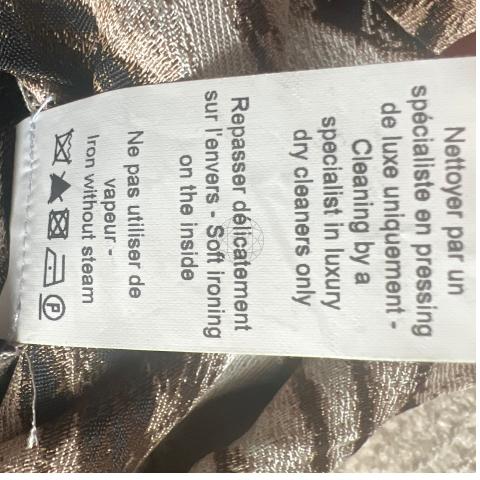 Nettoyer par un
spécialiste en pressing
de luxe uniquement -
Cleaning by a
specialist in luxury
dry cleaners only
Repasser délicatement
sur l'envers - Soft ironing
on the inside
Ne pas utiliser de
vapeur -
Iron without steam
P